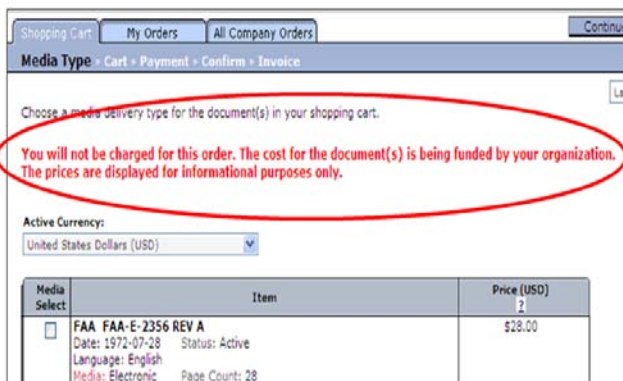 Shopping Cart My Orders All Company Orders Continu
Media Type › Cart › Payment › Confirm › Invoice
Choose a media delivery type for the document(s) in your shopping cart.
You will not be charged for this order. The cost for the document(s) is being funded by your organization.
The prices are displayed for informational purposes only.
Active Currency:
United States Dollars (USD)
Media Select Item Price (USD)
?
FAA FAA-E-2356 REV A $28.00
Date: 1972-07-28 Status: Active
Language: English
Media: Electronic Page Count: 28